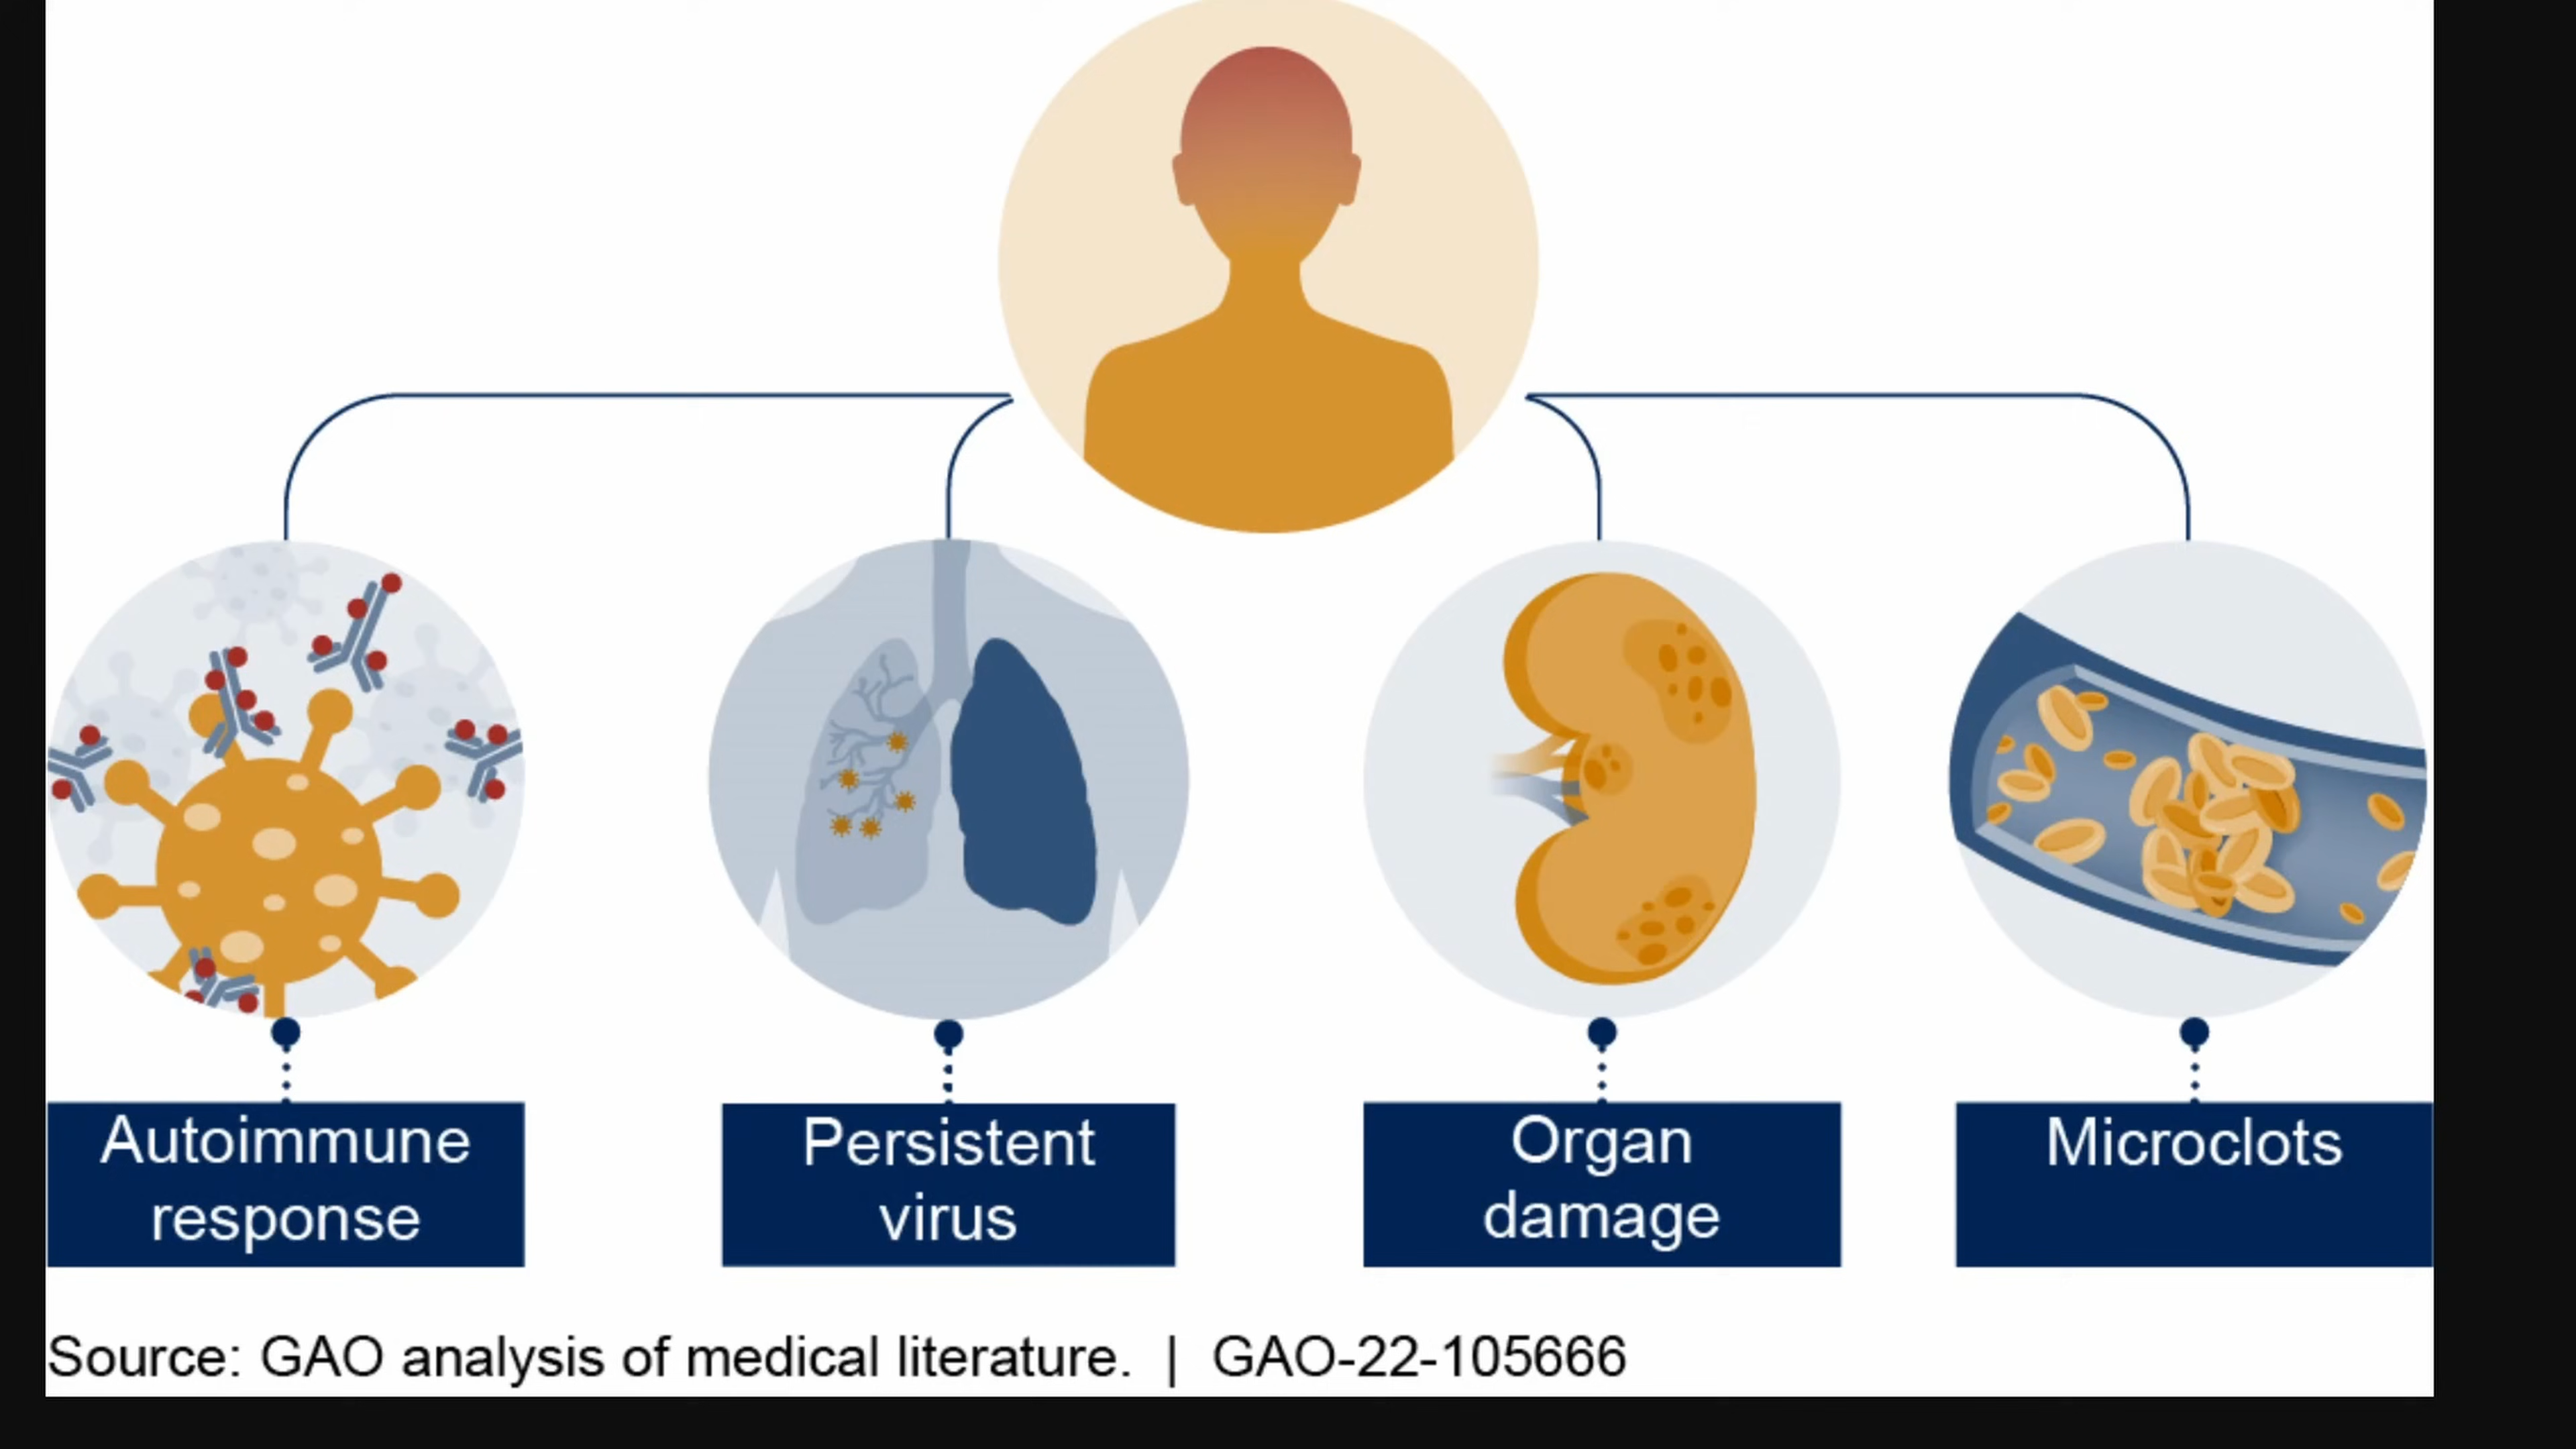 Autoimmune
response
Persistent
virus
Organ
damage
Microclots
Source: GAO analysis of medical literature. | GAO-22-105666